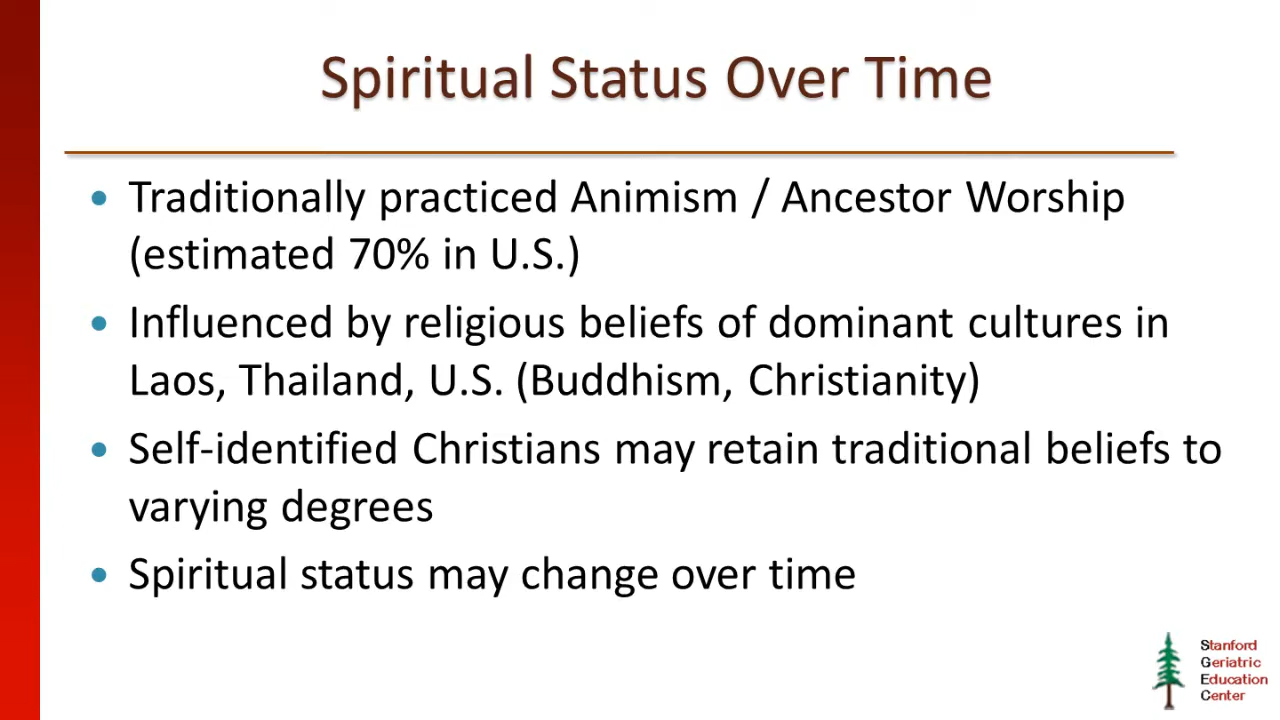 Spiritual Status Over Time
• Traditionally practiced Animism / Ancestor Worship
(estimated 70% in U.S.)
• Influenced by religious beliefs of dominant cultures in
Laos, Thailand, U.S. (Buddhism, Christianity)
• Self-identified Christians may retain traditional beliefs to
varying degrees
• Spiritual status may change over time
Stanford
Geriatric
Education
Center